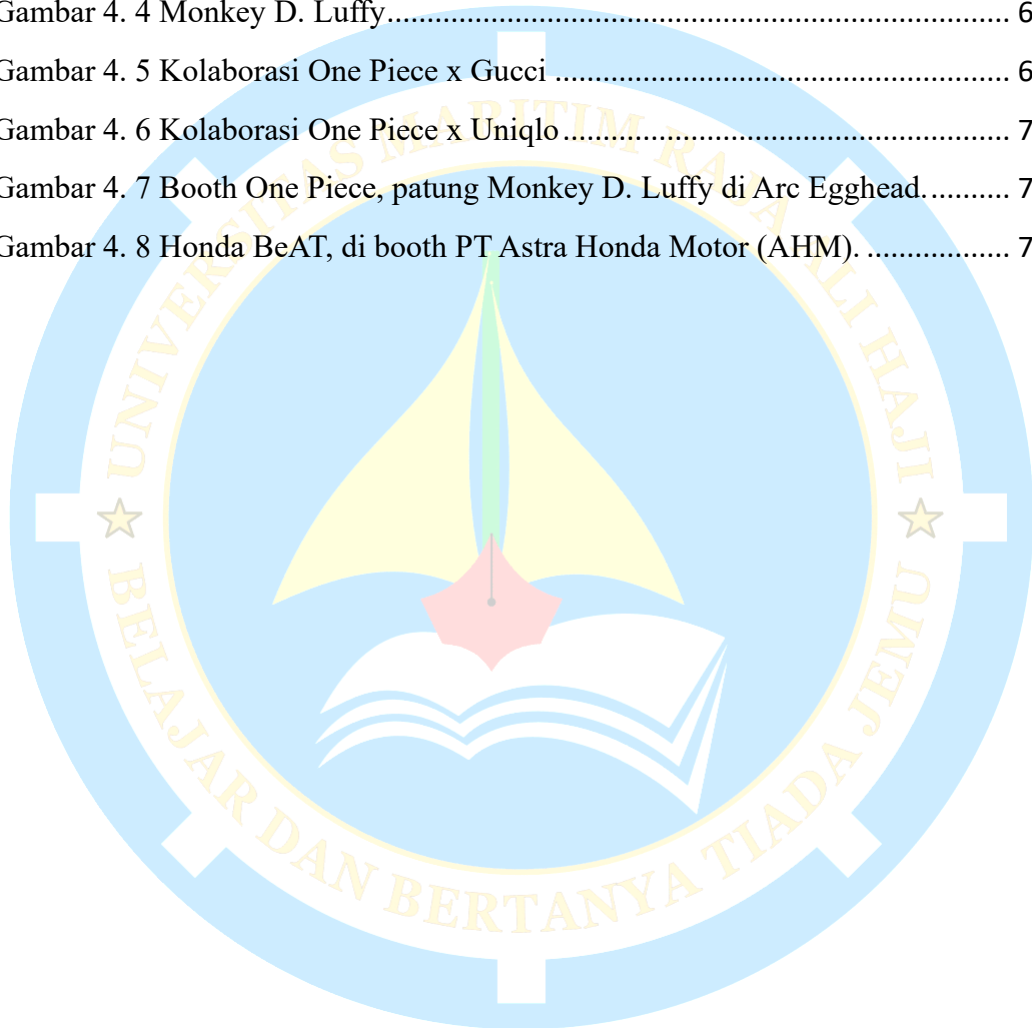 Gambar 4. 4 Monkey D. Luffy.......................................................................................... 6
Gambar 4. 5 Kolaborasi One Piece x Gucci .................................................................. 6
Gambar 4. 6 Kolaborasi One Piece x Uniqlo................................................................ 7
Gambar 4. 7 Booth One Piece, patung Monkey D. Luffy di Arc Egghead........... 7
Gambar 4. 8 Honda BeAT, di booth PT Astra Honda Motor (AHM). .................. 7
UNIVERSITAS MARITIM RAJA ALI HAJI
BELAJAR DAN BERTANYA TIADA JEMU